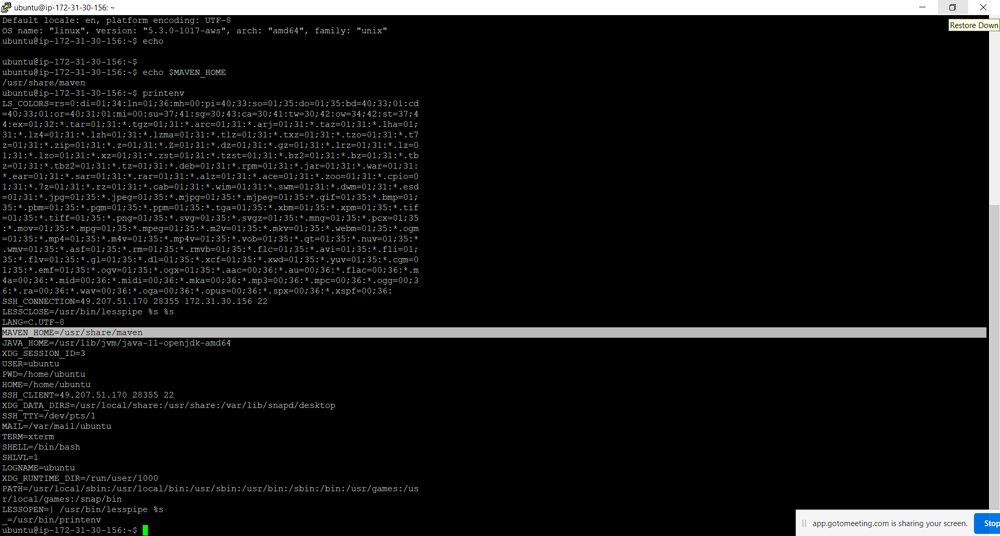 ubuntu@ip-172-31-30-156: ~
Default locale: en, platform encoding: UTF-8
Restore Down
OS name: "linux", version: "5.3.0-1017-aws", arch: "amd64", family: "unix"
ubuntu@ip-172-31-30-156:~$ echo
ubuntu@ip-172-31-30-156:~$
ubuntu@ip-172-31-30-156:~$ echo $MAVEN_HOME
/usr/share/maven
ubuntu@ip-172-31-30-156:~$ printenv
LS_COLORS=rs=0:di=01;34:ln=01;36:mh=00:pi=40;33:so=01;35:do=01;35:bd=40;33;01:cd
=40;33;01:or=40;31;01:mi=00:su=37;41:sg=30;43:ca=30;41:tw=30;42:ow=34;42:st=37;4
4:ex=01;32:*.tar=01;31:*.tgz=01;31:*.arc=01;31:*.arj=01;31:*.taz=01;31:*.lha=01;
31:*.lz4=01;31:*.lzh=01;31:*.lzma=01;31:*.tlz=01;31:*.txz=01;31:*.tzo=01;31:*.t7
z=01;31:*.zip=01;31:*.z=01;31:*.Z=01;31:*.dz=01;31:*.gz=01;31:*.lrz=01;31:*.lz=0
1;31:*.lzo=01;31:*.xz=01;31:*.zst=01;31:*.tzst=01;31:*.bz2=01;31:*.bz=01;31:*.tb
z=01;31:*.tbz2=01;31:*.tz=01;31:*.deb=01;31:*.rpm=01;31:*.jar=01;31:*.war=01;31:
*.ear=01;31:*.sar=01;31:*.rar=01;31:*.alz=01;31:*.ace=01;31:*.zoo=01;31:*.cpio=0
1;31:*.7z=01;31:*.rz=01;31:*.cab=01;31:*.wim=01;31:*.swm=01;31:*.dwm=01;31:*.esd
=01;31:*.jpg=01;35:*.jpeg=01;35:*.mjpg=01;35:*.mjpeg=01;35:*.gif=01;35:*.bmp=01;
35:*.pbm=01;35:*.pgm=01;35:*.ppm=01;35:*.tga=01;35:*.xbm=01;35:*.xpm=01;35:*.tif
=01;35:*.tiff=01;35:*.png=01;35:*.svg=01;35:*.svgz=01;35:*.mng=01;35:*.pcx=01;35
:*.mov=01;35:*.mpg=01;35:*.mpeg=01;35:*.m2v=01;35:*.mkv=01;35:*.webm=01;35:*.ogm
=01;35:*.mp4=01;35:*.m4v=01;35:*.mp4v=01;35:*.vob=01;35:*.qt=01;35:*.nuv=01;35:*
.wmv=01;35:*.asf=01;35:*.rm=01;35:*.rmvb=01;35:*.flc=01;35:*.avi=01;35:*.fli=01;
35:*.flv=01;35:*.gl=01;35:*.dl=01;35:*.xcf=01;35:*.xwd=01;35:*.yuv=01;35:*.cgm=0
1;35:*.emf=01;35:*.ogv=01;35:*.ogx=01;35:*.aac=00;36:*.au=00;36:*.flac=00;36:*.m
4a=00;36:*.mid=00;36:*.midi=00;36:*.mka=00;36:*.mp3=00;36:*.mpc=00;36:*.ogg=00;3
6:*.ra=00;36:*.wav=00;36:*.oga=00;36:*.opus=00;36:*.spx=00;36:*.xspf=00;36:
SSH_CONNECTION=49.207.51.170 28355 172.31.30.156 22
LESSCLOSE=/usr/bin/lesspipe %s %s
LANG=C.UTF-8
MAVEN_HOME=/usr/share/maven
JAVA_HOME=/usr/lib/jvm/java-11-openjdk-amd64
XDG_SESSION_ID=3
USER=ubuntu
PWD=/home/ubuntu
HOME=/home/ubuntu
SSH_CLIENT=49.207.51.170 28355 22
XDG_DATA_DIRS=/usr/local/share:/usr/share:/var/lib/snapd/desktop
SSH_TTY=/dev/pts/1
MAIL=/var/mail/ubuntu
TERM=xterm
SHELL=/bin/bash
SHLVL=1
LOGNAME=ubuntu
XDG_RUNTIME_DIR=/run/user/1000
PATH=/usr/local/sbin:/usr/local/bin:/usr/sbin:/usr/bin:/sbin:/bin:/usr/games:/us
r/local/games:/snap/bin
LESSOPEN=| /usr/bin/lesspipe %s
_=/usr/bin/printenv
ubuntu@ip-172-31-30-156:~$
app.gotomeeting.com is sharing your screen.
Stop